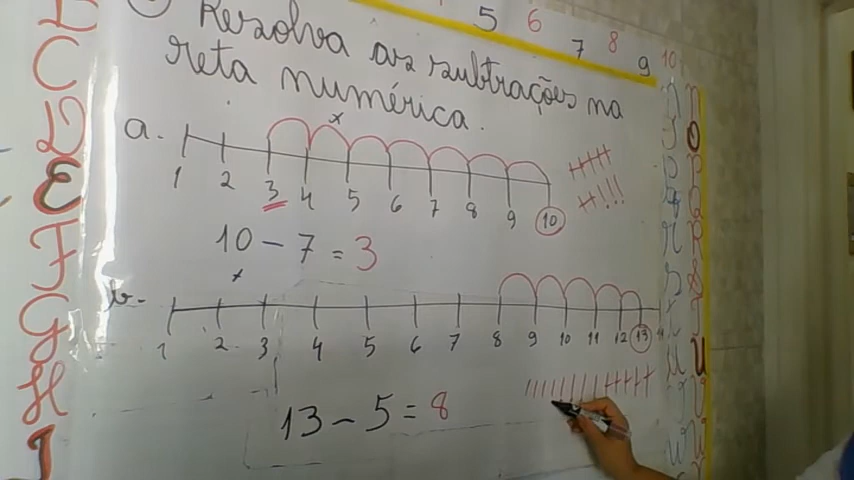 5 6 7 8 9 10
Resolva as subtrações na
reta numérica.
a.
1 2 3 4 5 6 7 8 9 10
10 - 7 = 3
b.
1 2 3 4 5 6 7 8 9 10 11 12 13
13 - 5 = 8
C
D
E
F
G
H
I